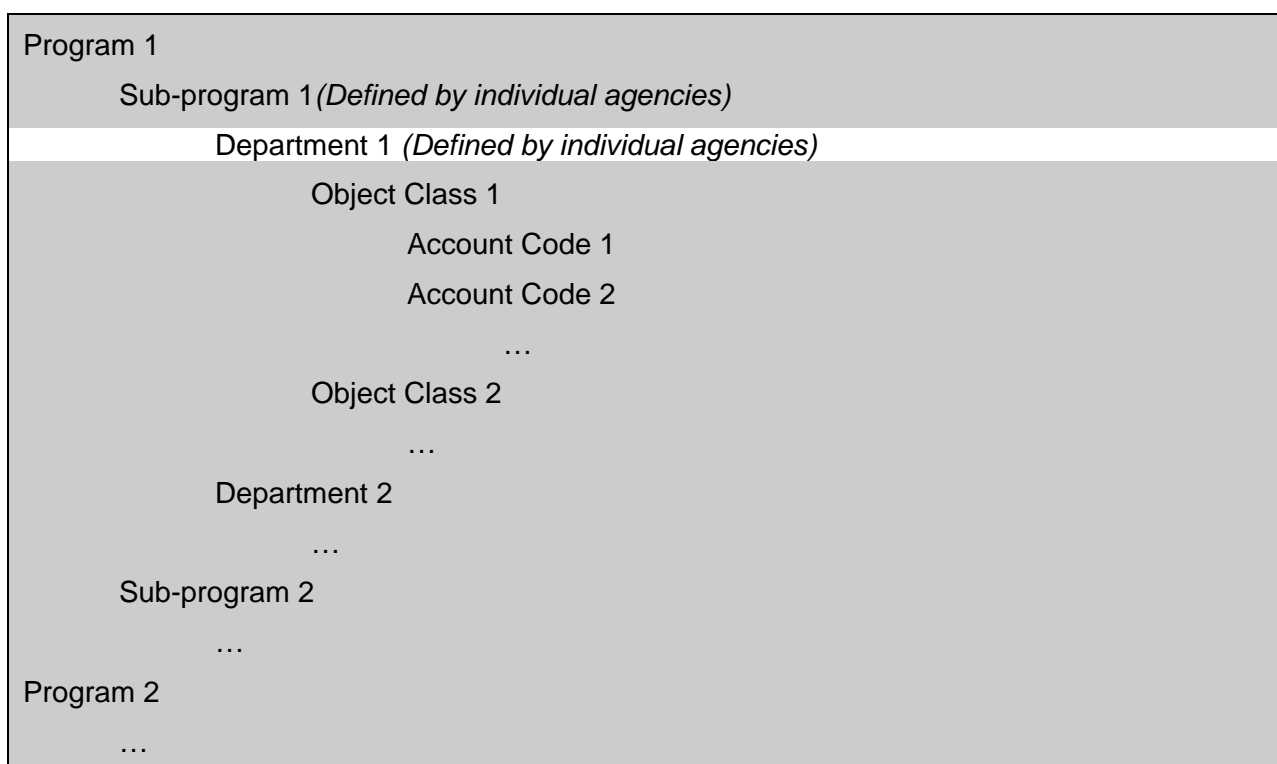 Program 1
Sub-program 1(Defined by individual agencies)
Department 1 (Defined by individual agencies)
Object Class 1
Account Code 1
Account Code 2
…
Object Class 2
…
Department 2
…
Sub-program 2
…
Program 2
…